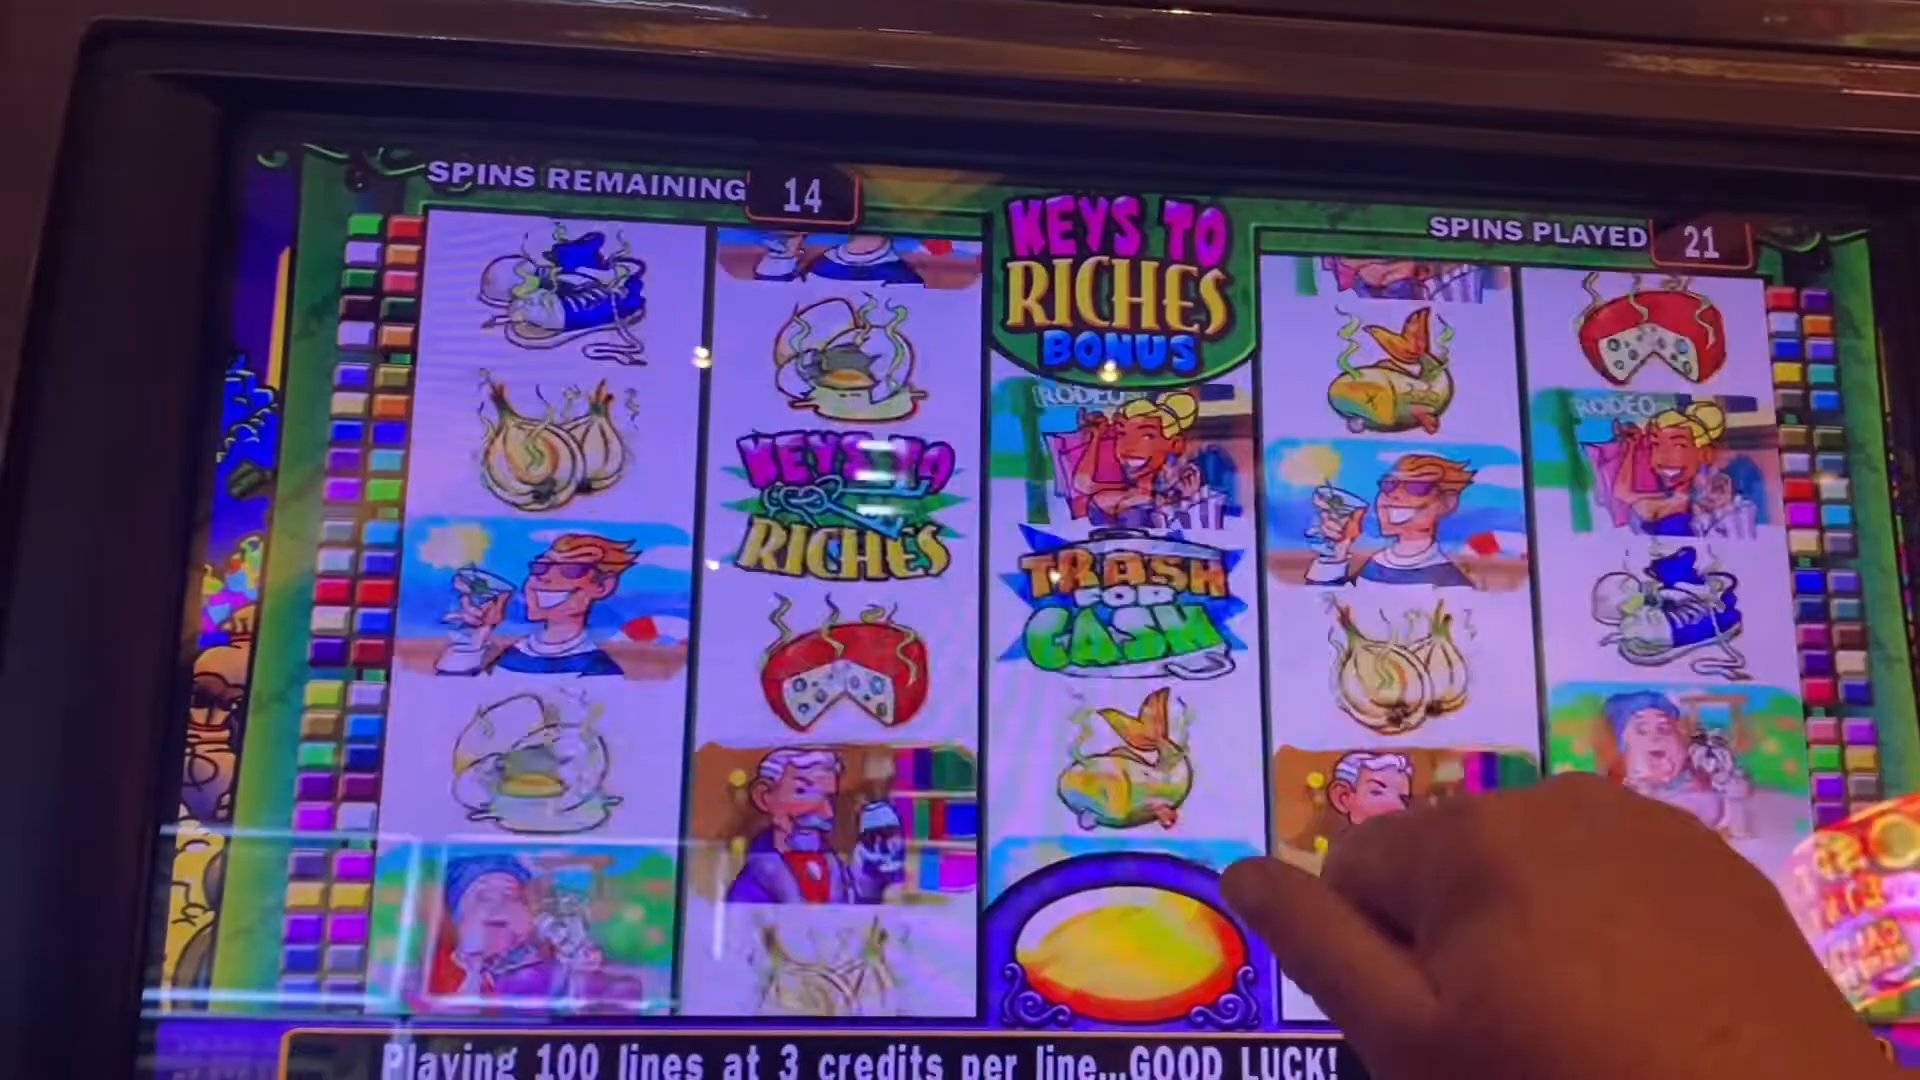 SPINS REMAINING 14
KEYS TO
RICHES
BONUS
SPINS PLAYED 21
RODEO
RODEO
KEYS TO
RICHES
TRASH
FOR
CASH
Playing 100 lines at 3 credits per line...GOOD LUCK!